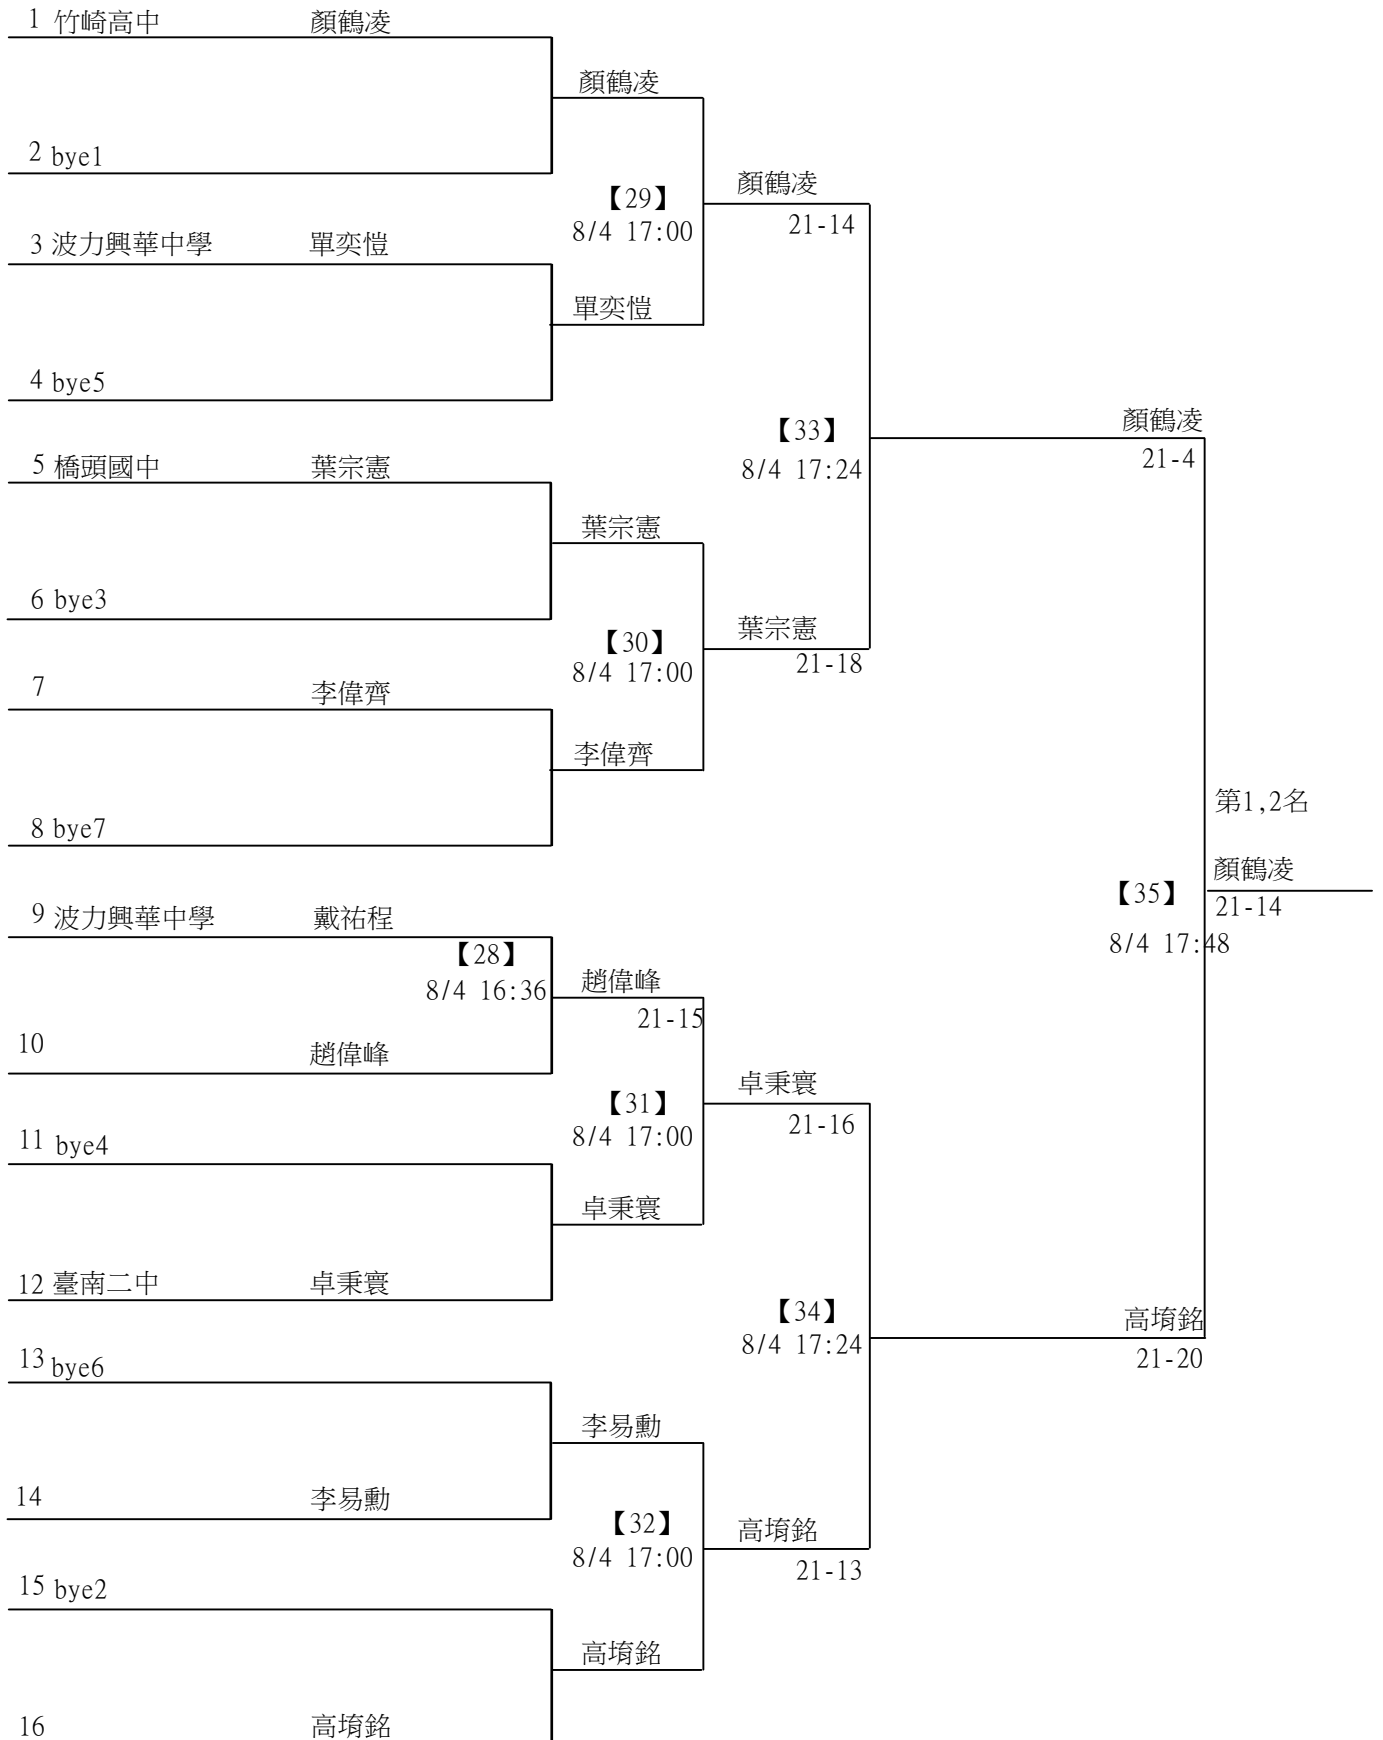 1 竹崎高中 顏鶴凌
顏鶴凌
2 bye1
顏鶴凌
【29】
21-14
8/4 17:00
3 波力興華中學 單奕愷
單奕愷
4 bye5
顏鶴凌
【33】
21-4
8/4 17:24
5 橋頭國中 葉宗憲
葉宗憲
6 bye3
葉宗憲
【30】
21-18
8/4 17:00
7 李偉齊
李偉齊
第1,2名
8 bye7
顏鶴凌
【35】
21-14
8/4 17:48
9 波力興華中學 戴祐程
【28】
8/4 16:36
趙偉峰
21-15
10 趙偉峰
卓秉寰
【31】
21-16
8/4 17:00
11 bye4
卓秉寰
12 臺南二中 卓秉寰
【34】
8/4 17:24
高堉銘
21-20
13 bye6
李易勳
14 李易勳
【32】
高堉銘
8/4 17:00
21-13
15 bye2
高堉銘
16 高堉銘